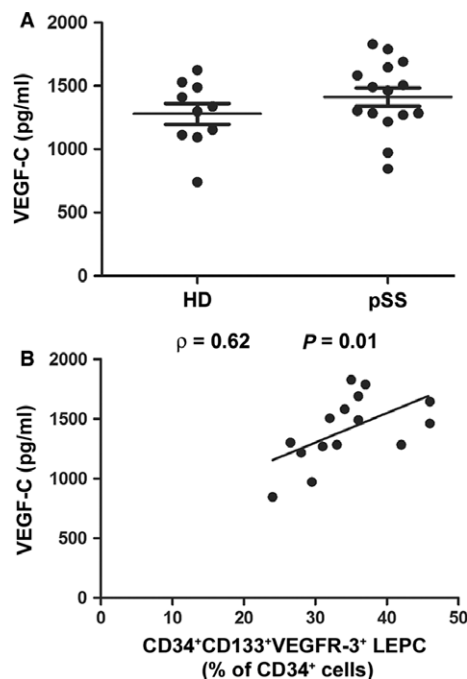 A
2000
1500
1000
500
0
VEGF-C (pg/ml)
HD pSS
ρ = 0.62 P = 0.01
B
2000
1500
1000
500
0
VEGF-C (pg/ml)
0 10 20 30 40 50
CD34⁺CD133⁺VEGFR-3⁺ LEPC
(% of CD34⁺ cells)